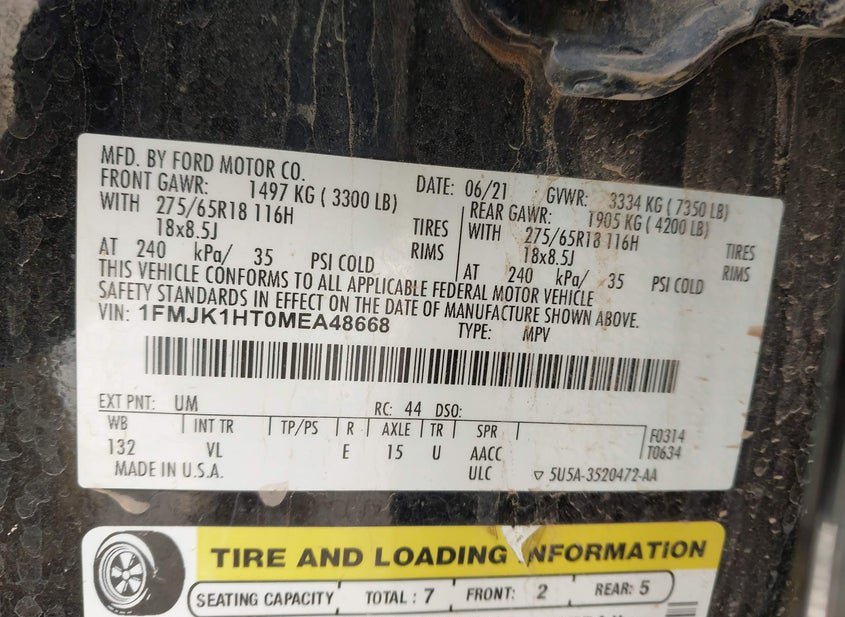 MFD. BY FORD MOTOR CO.
DATE: 06/21 GVWR: 3334 KG ( 7350 LB)
FRONT GAWR: 1497 KG ( 3300 LB)
WITH 275/65R18 116H TIRES
18x8.5J RIMS
AT 240 kPa/ 35 PSI COLD
REAR GAWR: 1905 KG ( 4200 LB)
WITH 275/65R18 116H TIRES
18x8.5J RIMS
AT 240 kPa/ 35 PSI COLD
THIS VEHICLE CONFORMS TO ALL APPLICABLE FEDERAL MOTOR VEHICLE
SAFETY STANDARDS IN EFFECT ON THE DATE OF MANUFACTURE SHOWN ABOVE.
VIN: 1FMJK1HT0MEA48668 TYPE: MPV
EXT PNT: UM RC: 44 DSO:
WB INT TR TP/PS R AXLE TR SPR F0314
132 VL E 15 U AACC T0634
MADE IN U.S.A. ULC ▽ 5U5A-3520472-AA
TIRE AND LOADING NFORMATION
SEATING CAPACITY TOTAL : 7 FRONT: 2 REAR: 5